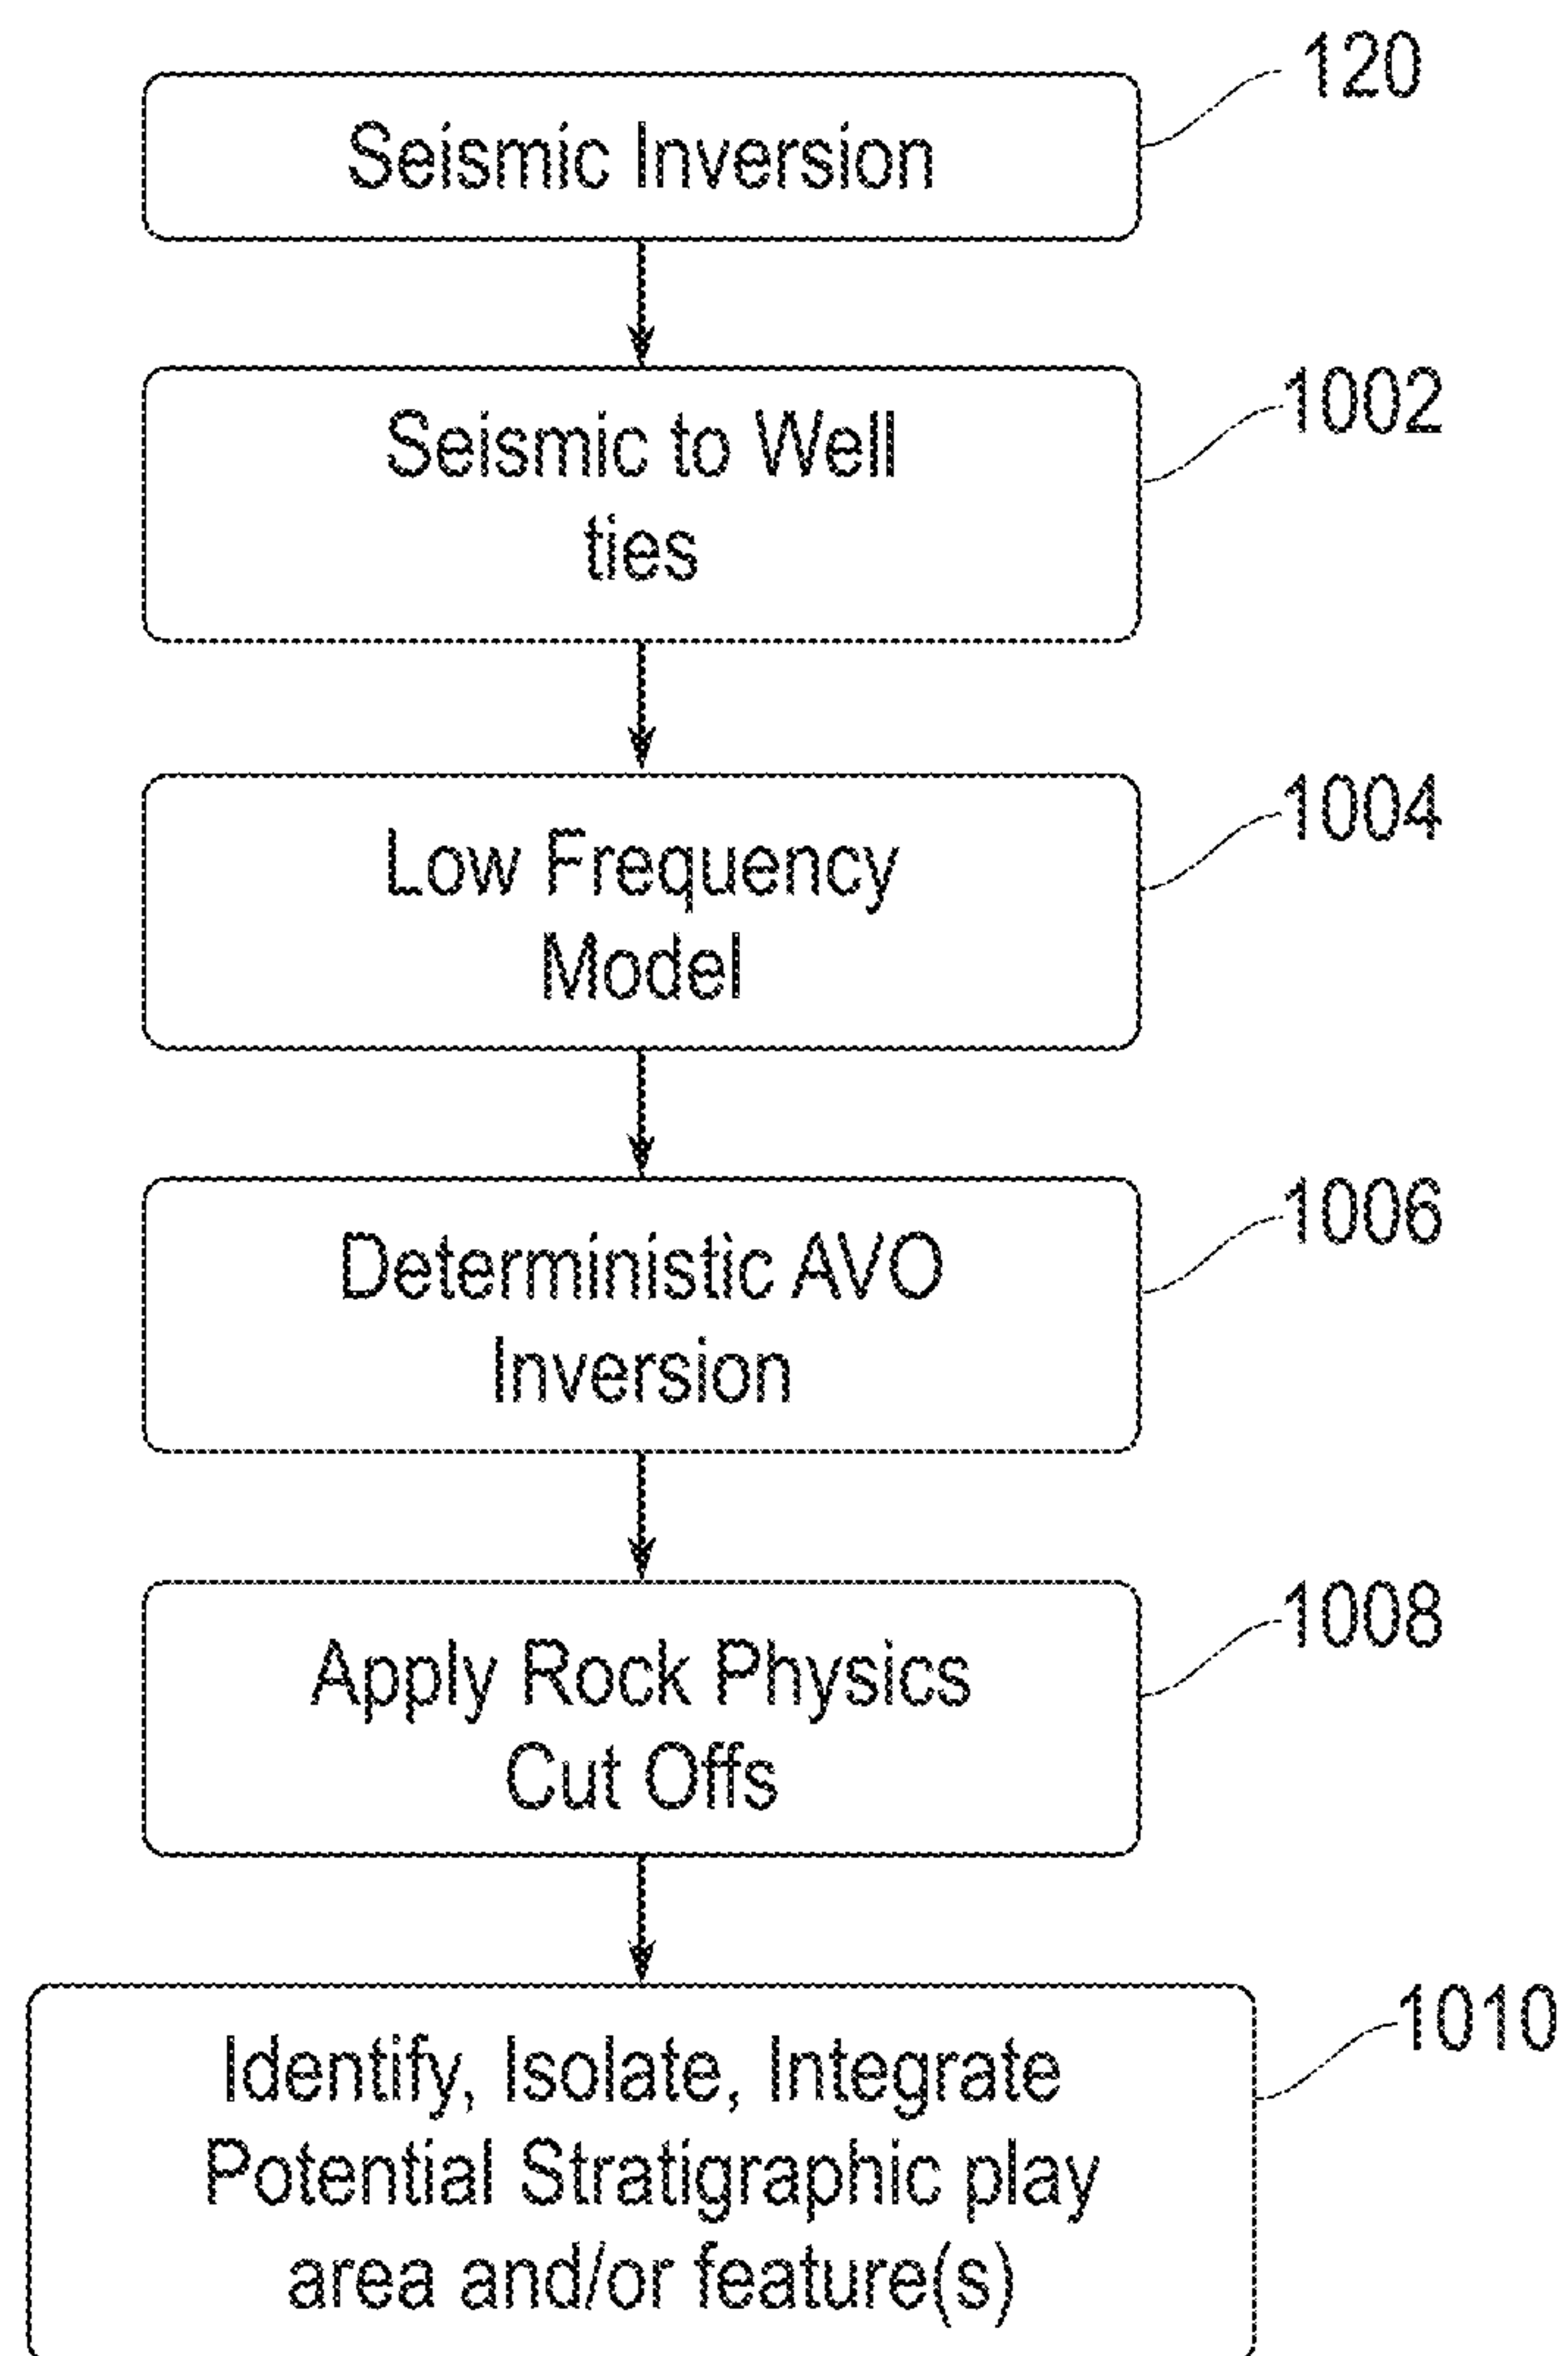 120
Seismic Inversion
1002
Seismic to Well
ties
1004
Low Frequency
Model
1006
Deterministic AVO
Inversion
1008
Apply Rock Physics
Cut Offs
1010
Identify, Isolate, Integrate
Potential Stratigraphic play
area and/or feature(s)